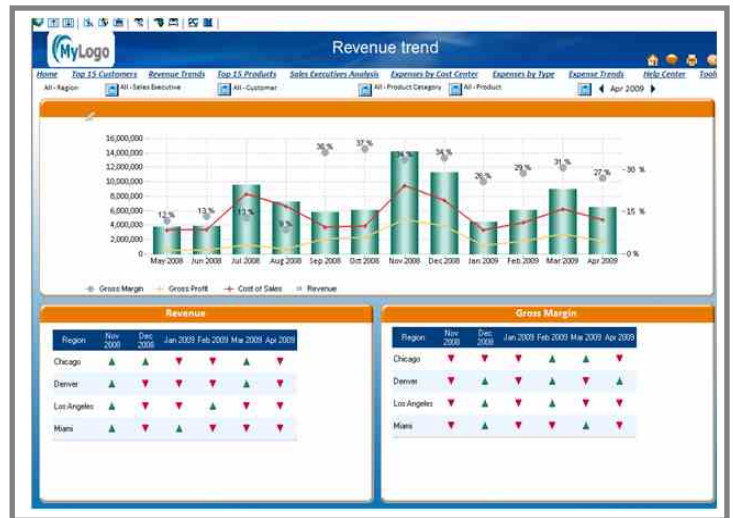 MyLogo
Revenue trend
Home Top 15 Customers Revenue Trends Top 15 Products Sales Executives Analysis Expenses by Cost Center Expenses by Type Expense Trends Help Center Tools
All - Region All - Sales Executive All - Customer All - Product Category All - Product Apr 2009
16,000,000
14,000,000
12,000,000
10,000,000
8,000,000
6,000,000
4,000,000
2,000,000
0
12 % 13 % 13 % 9 % 36 % 37 % 34 % 34 % 26 % 29 % 31 % 27 %
30 %
15 %
0 %
May 2008 Jun 2008 Jul 2008 Aug 2008 Sep 2008 Oct 2008 Nov 2008 Dec 2008 Jan 2009 Feb 2009 Mar 2009 Apr 2009
Gross Margin Gross Profit Cost of Sales Revenue
Revenue
Region Nov 2008 Dec 2008 Jan 2009 Feb 2009 Mar 2009 Apr 2009
Chicago
Denver
Los Angeles
Miami
Gross Margin
Region Nov 2008 Dec 2008 Jan 2009 Feb 2009 Mar 2009 Apr 2009
Chicago
Denver
Los Angeles
Miami